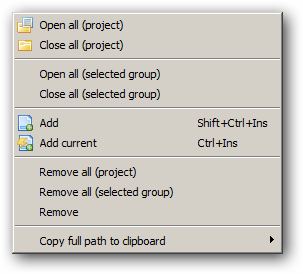 Open all (project)
Close all (project)
Open all (selected group)
Close all (selected group)
Add Shift+Ctrl+Ins
Add current Ctrl+Ins
Remove all (project)
Remove all (selected group)
Remove
Copy full path to clipboard